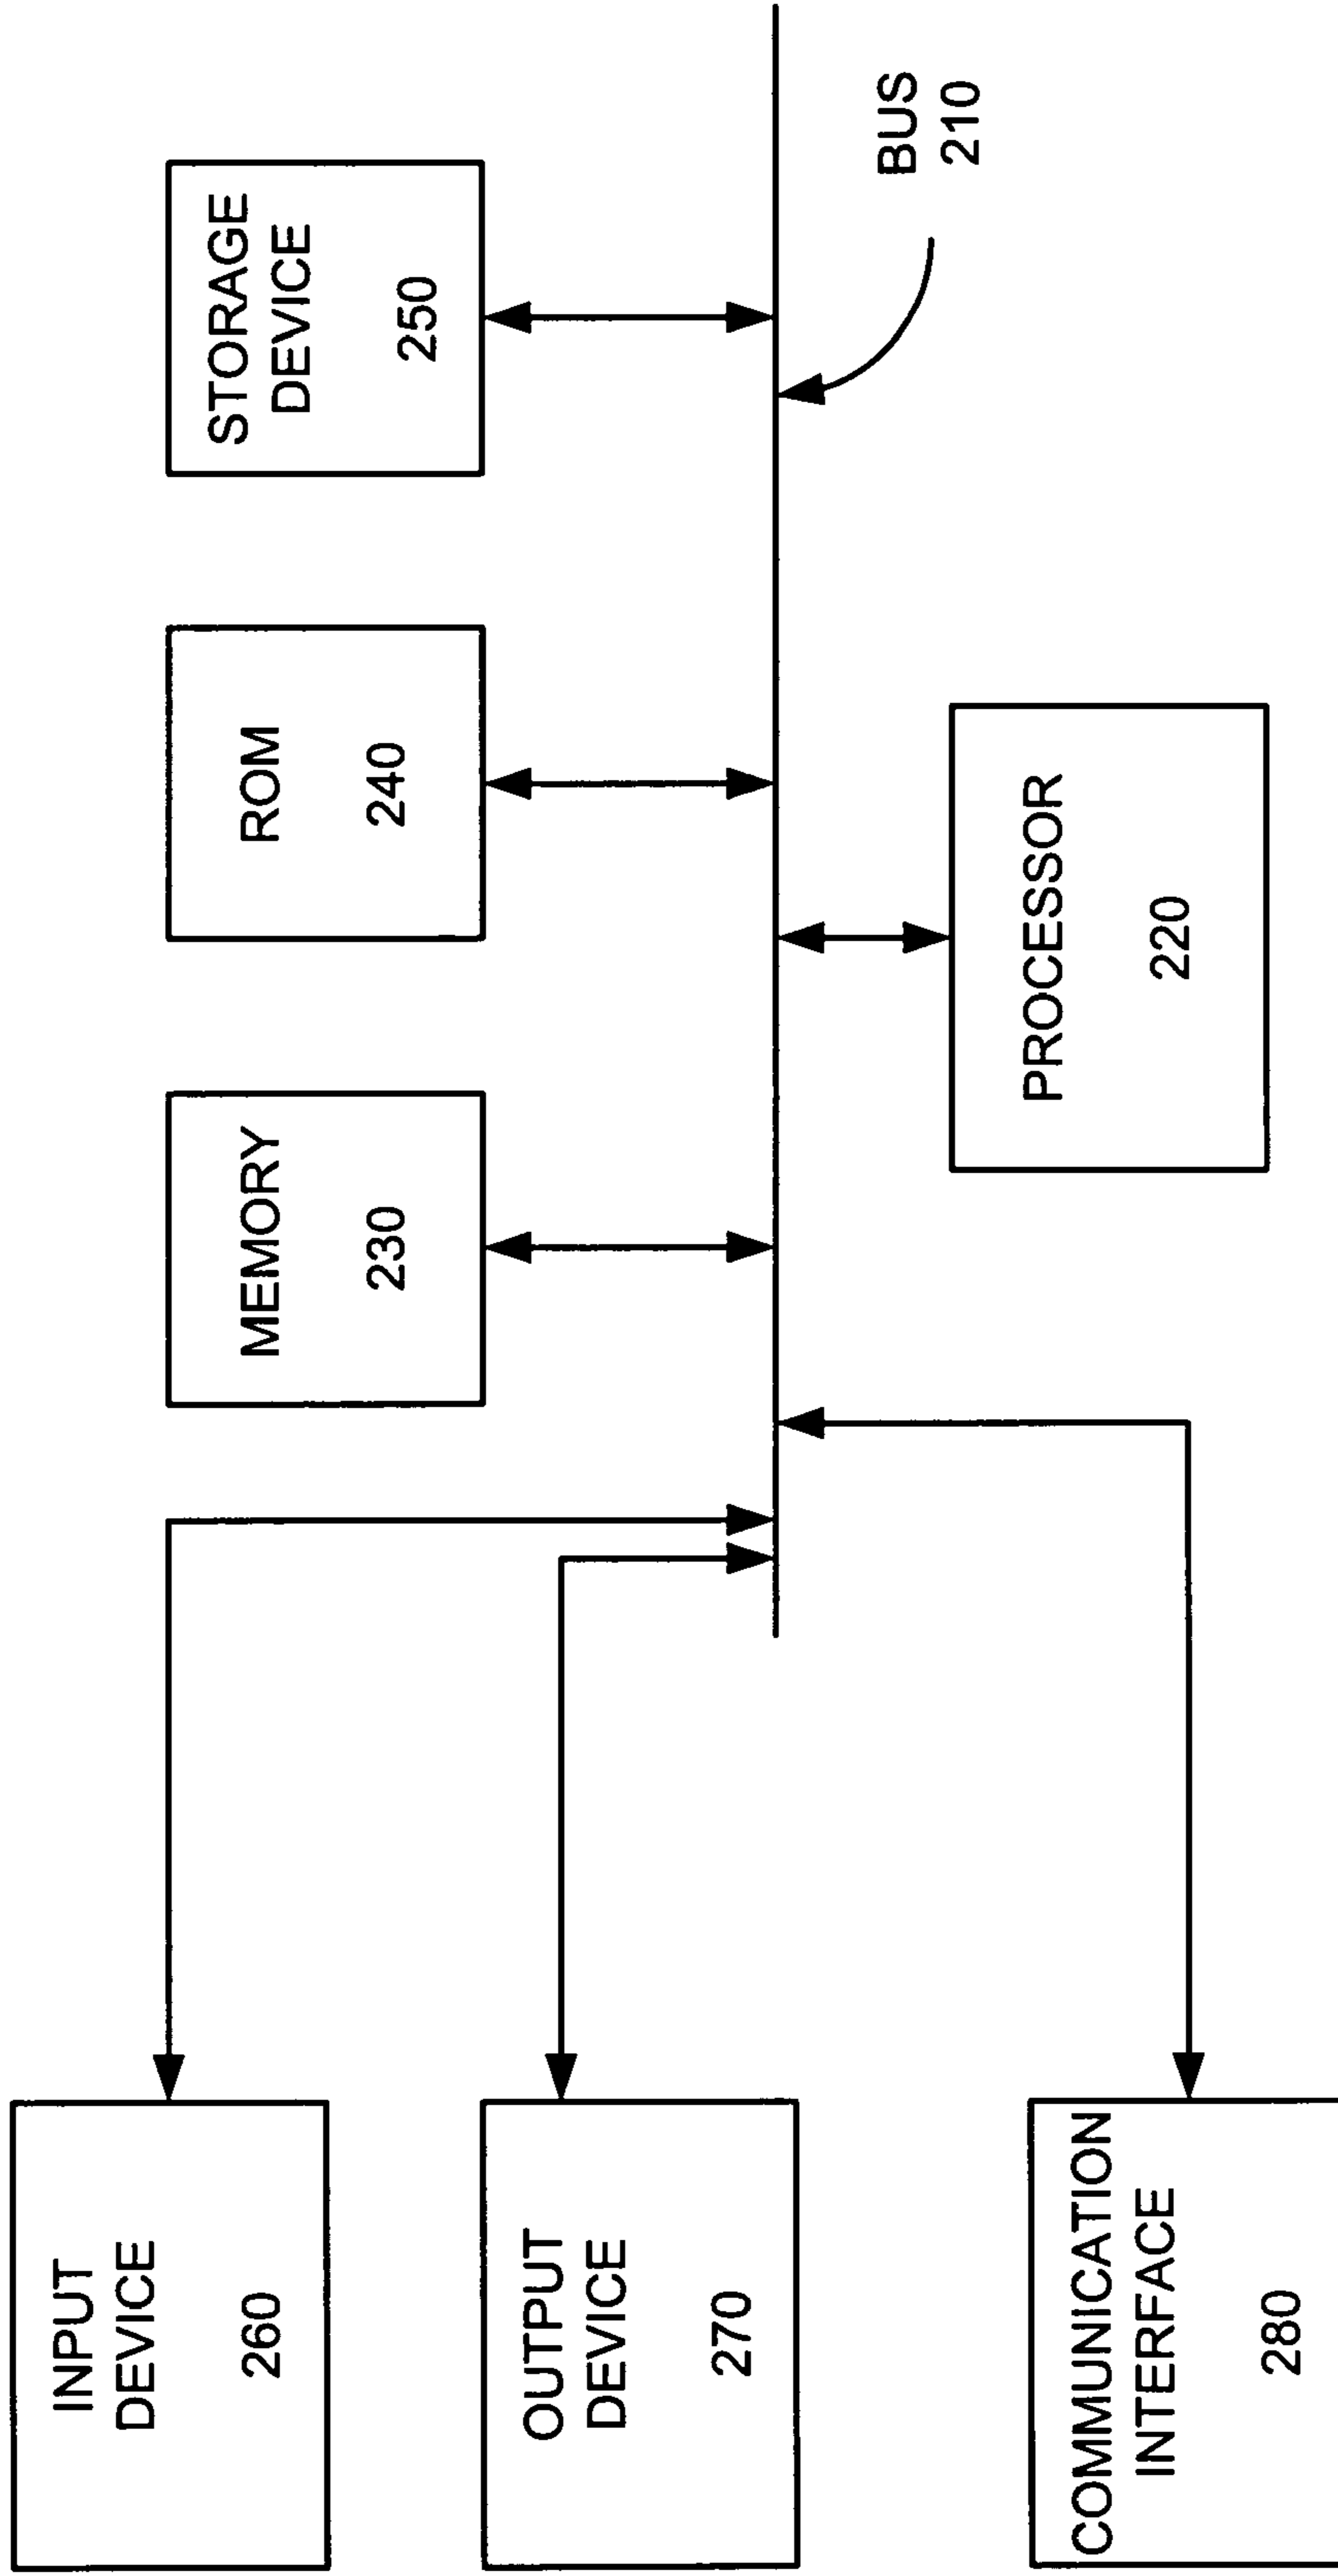 INPUT
DEVICE
260
OUTPUT
DEVICE
270
COMMUNICATION
INTERFACE
280
MEMORY
230
ROM
240
STORAGE
DEVICE
250
PROCESSOR
220
BUS
210